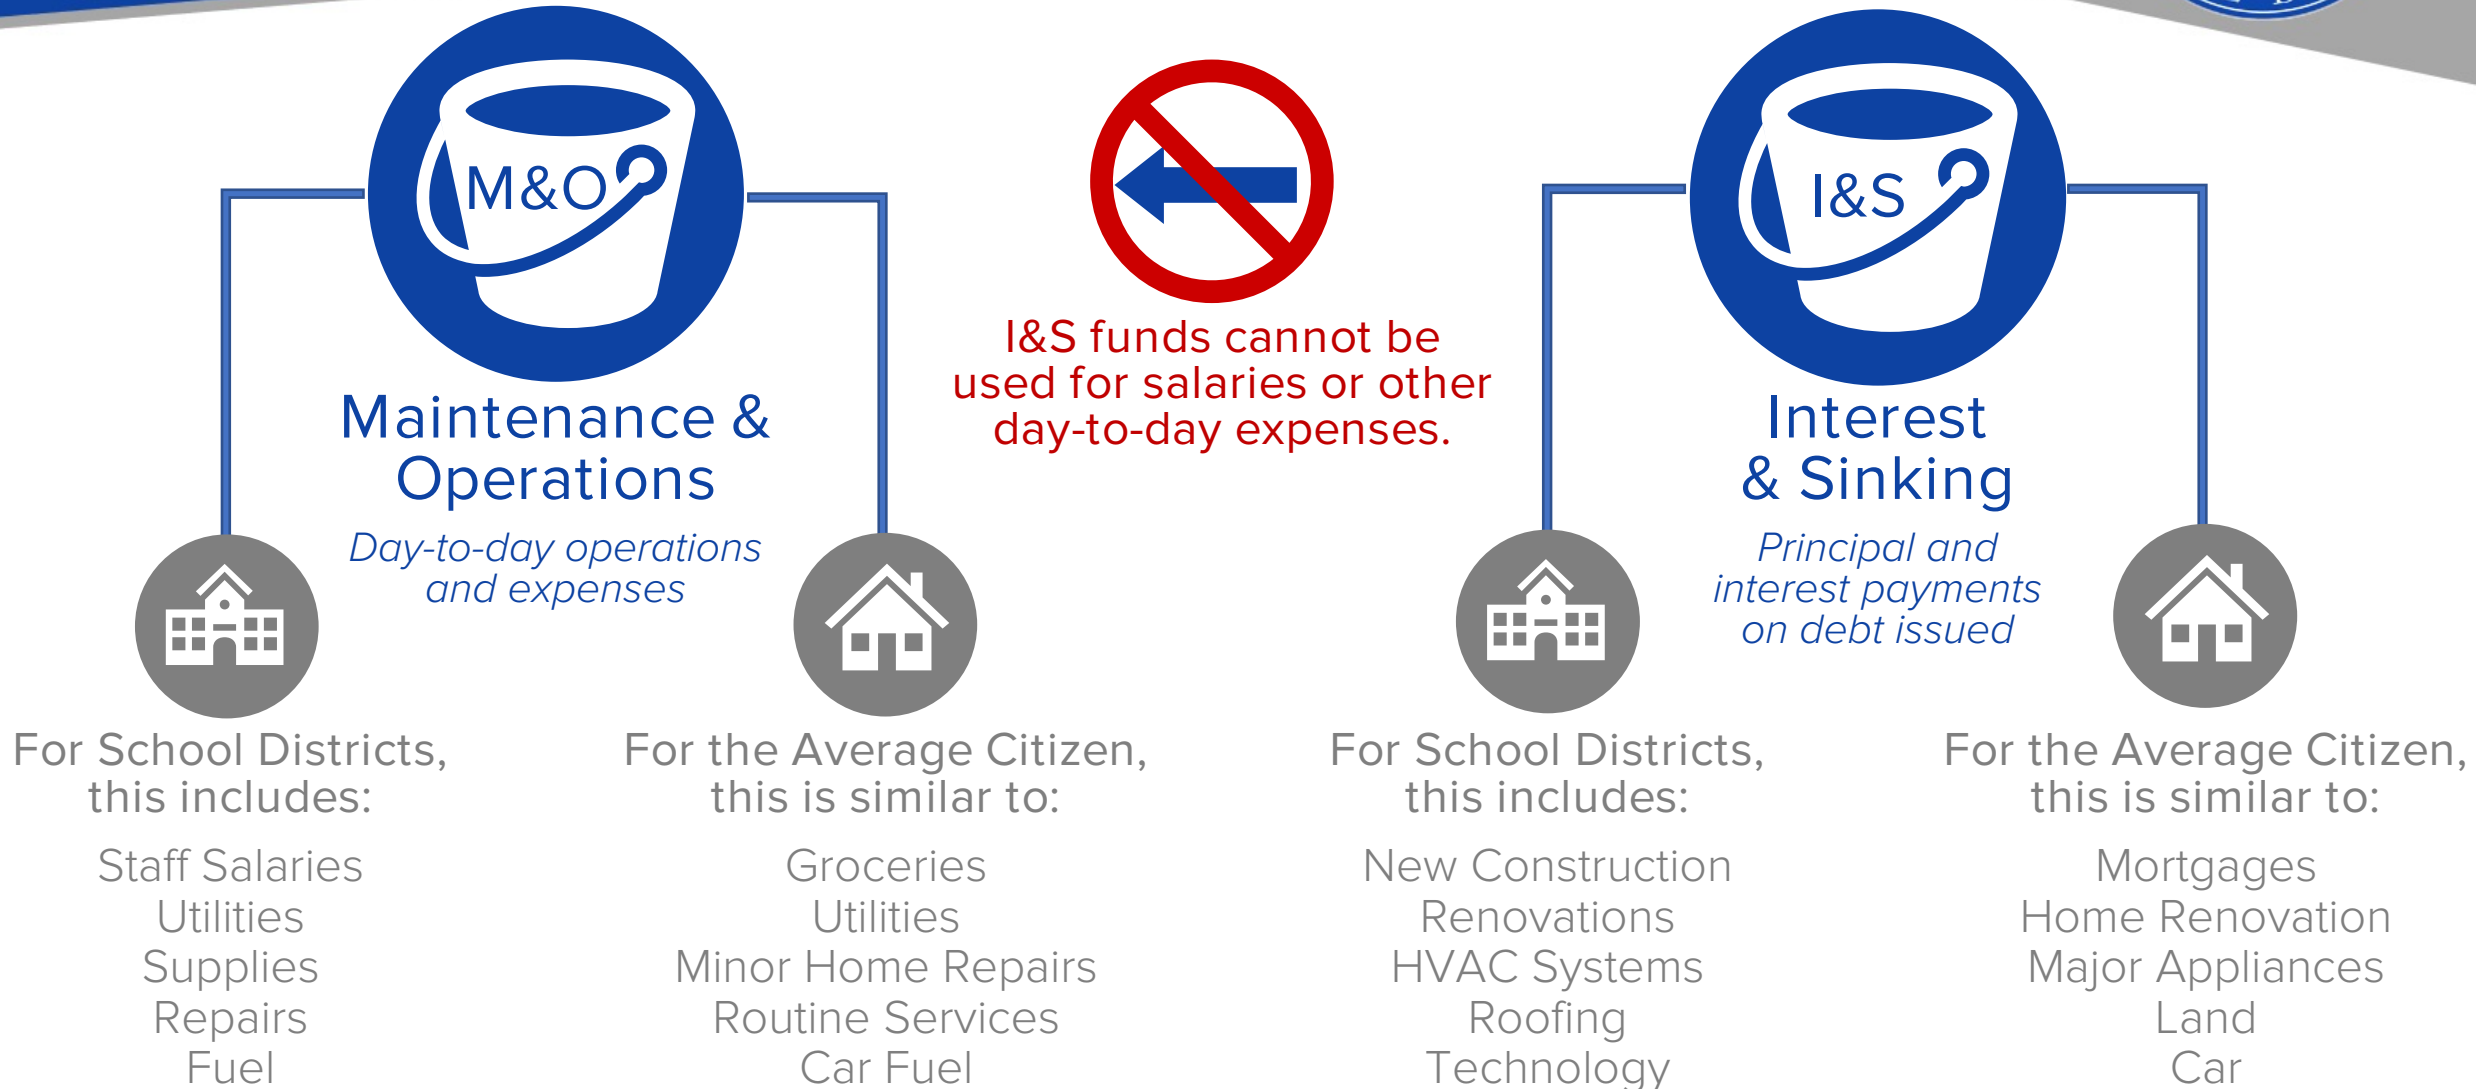 M&O
Maintenance &
Operations
Day-to-day operations
and expenses
For School Districts,
this includes:
Staff Salaries
Utilities
Supplies
Repairs
Fuel
For the Average Citizen,
this is similar to:
Groceries
Utilities
Minor Home Repairs
Routine Services
Car Fuel
I&S funds cannot be
used for salaries or other
day-to-day expenses.
I&S
Interest
& Sinking
Principal and
interest payments
on debt issued
For School Districts,
this includes:
New Construction
Renovations
HVAC Systems
Roofing
Technology
For the Average Citizen,
this is similar to:
Mortgages
Home Renovation
Major Appliances
Land
Car